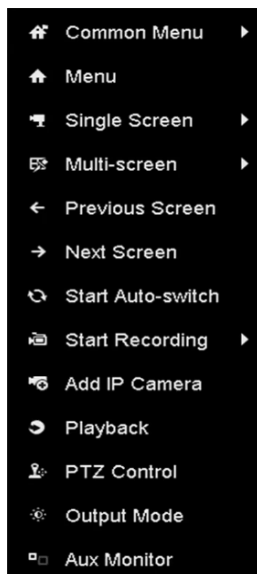 Common Menu
Menu
Single Screen
Multi-screen
Previous Screen
Next Screen
Start Auto-switch
Start Recording
Add IP Camera
Playback
PTZ Control
Output Mode
Aux Monitor